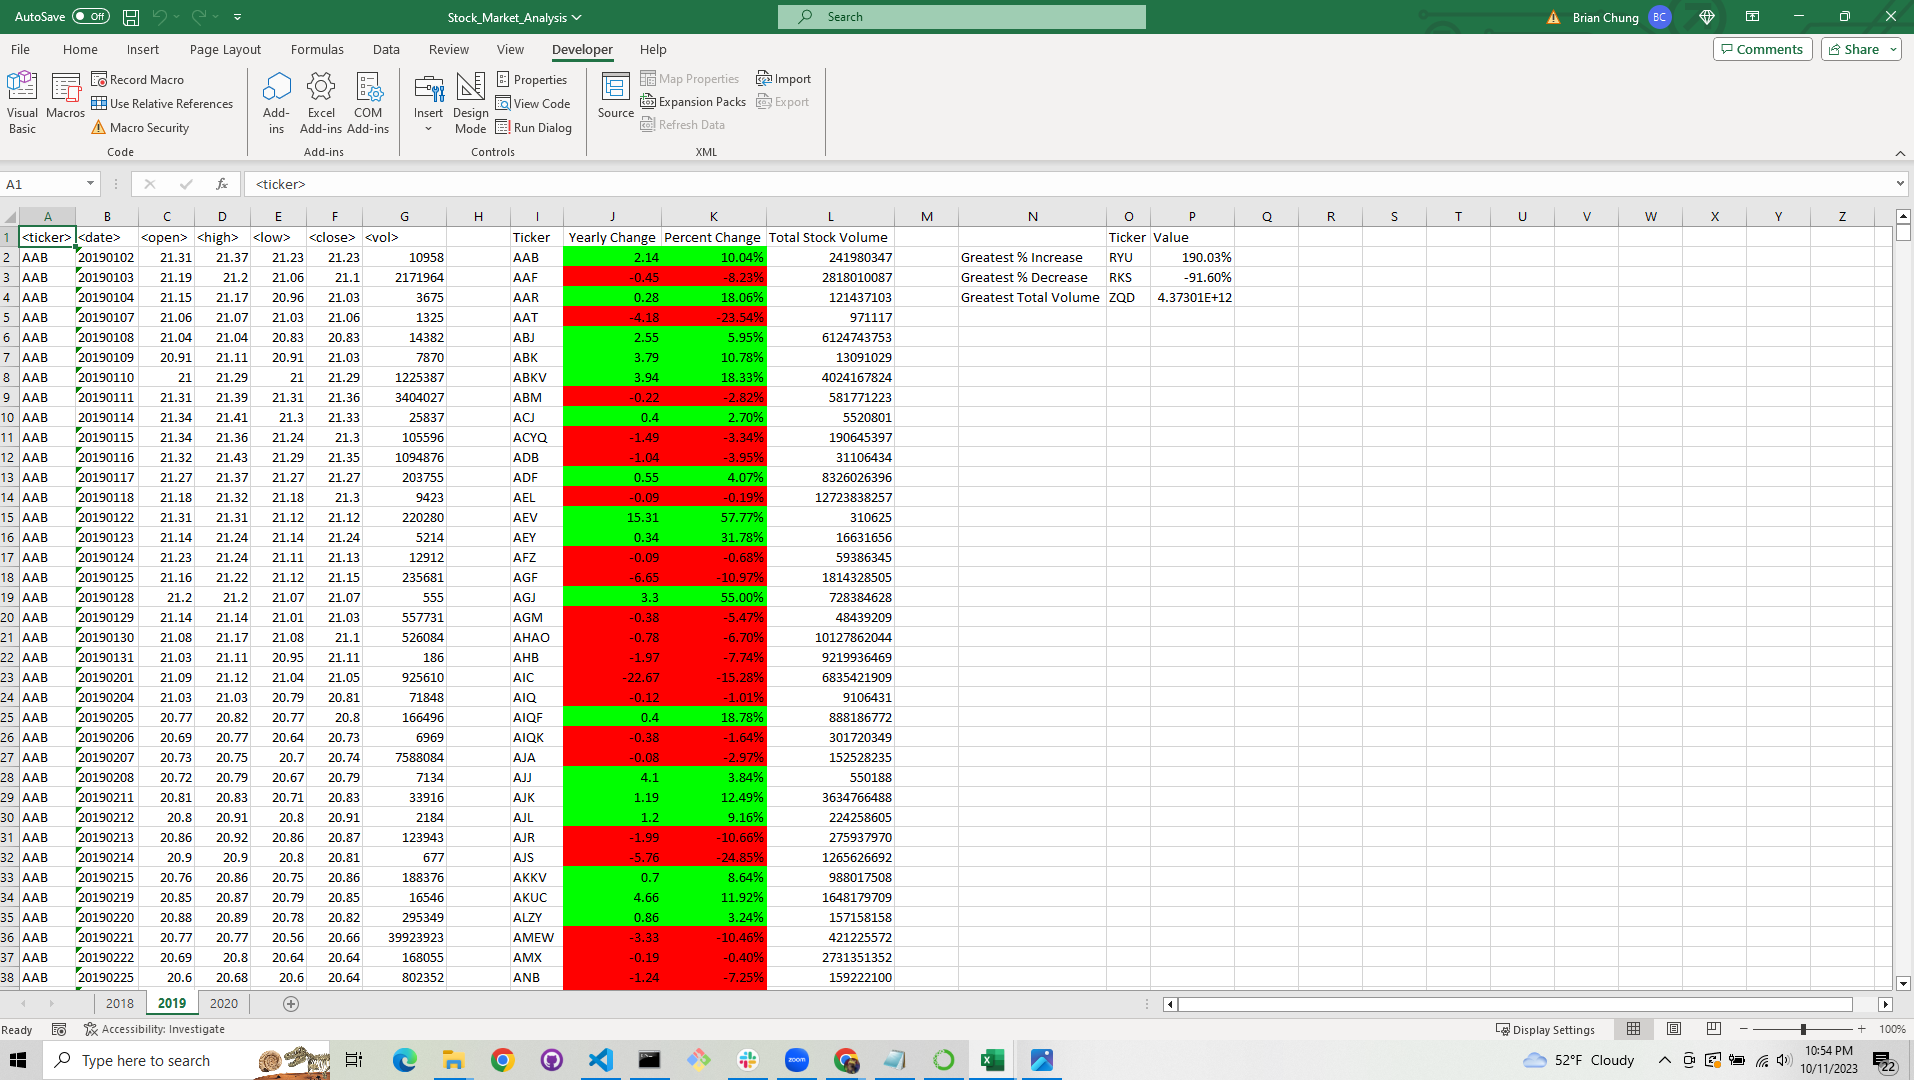 AutoSave Off Stock_Market_Analysis Search Brian Chung BC
File Home Insert Page Layout Formulas Data Review View Developer Help Comments Share
Visual Basic Macros Record Macro Use Relative References Macro Security Code
Add-ins Excel Add-ins COM Add-ins Add-ins
Insert Design Mode Properties View Code Run Dialog Controls
Source Map Properties Expansion Packs Refresh Data Import Export XML
A1 fx <ticker>
A B C D E F G H I J K L M N O P Q R S T U V W X Y Z
1 <ticker> <date> <open> <high> <low> <close> <vol> Ticker Yearly Change Percent Change Total Stock Volume Ticker Value
2 AAB 20190102 21.31 21.37 21.23 21.23 10958 AAB 2.14 10.04% 241980347 Greatest % Increase RYU 190.03%
3 AAB 20190103 21.19 21.2 21.06 21.1 2171964 AAF -0.45 -8.23% 2818010087 Greatest % Decrease RKS -91.60%
4 AAB 20190104 21.15 21.17 20.96 21.03 3675 AAR 0.28 18.06% 121437103 Greatest Total Volume ZQD 4.37301E+12
5 AAB 20190107 21.06 21.07 21.03 21.06 1325 AAT -4.18 -23.54% 971117
6 AAB 20190108 21.04 21.04 20.83 20.83 14382 ABJ 2.55 5.95% 6124743753
7 AAB 20190109 20.91 21.11 20.91 21.03 7870 ABK 3.79 10.78% 13091029
8 AAB 20190110 21 21.29 21 21.29 1225387 ABKV 3.94 18.33% 4024167824
9 AAB 20190111 21.31 21.39 21.31 21.36 3404027 ABM -0.22 -2.82% 581771223
10 AAB 20190114 21.34 21.41 21.3 21.33 25837 ACJ 0.4 2.70% 5520801
11 AAB 20190115 21.34 21.36 21.24 21.3 105596 ACYQ -1.49 -3.34% 190645397
12 AAB 20190116 21.32 21.43 21.29 21.35 1094876 ADB -1.04 -3.95% 31106434
13 AAB 20190117 21.27 21.37 21.27 21.27 203755 ADF 0.55 4.07% 8326026396
14 AAB 20190118 21.18 21.32 21.18 21.3 9423 AEL -0.09 -0.19% 12723838257
15 AAB 20190122 21.31 21.31 21.12 21.12 220280 AEV 15.31 57.77% 310625
16 AAB 20190123 21.14 21.24 21.14 21.24 5214 AEY 0.34 31.78% 16631656
17 AAB 20190124 21.23 21.24 21.11 21.13 12912 AFZ -0.09 -0.68% 59386345
18 AAB 20190125 21.16 21.22 21.12 21.15 235681 AGF -6.65 -10.97% 1814328505
19 AAB 20190128 21.2 21.2 21.07 21.07 555 AGJ 3.3 55.00% 728384628
20 AAB 20190129 21.14 21.14 21.01 21.03 557731 AGM -0.38 -5.47% 48439209
21 AAB 20190130 21.08 21.17 21.08 21.1 526084 AHAO -0.78 -6.70% 10127862044
22 AAB 20190131 21.03 21.11 20.95 21.11 186 AHB -1.97 -7.74% 9219936469
23 AAB 20190201 21.09 21.12 21.04 21.05 925610 AIC -22.67 -15.28% 6835421909
24 AAB 20190204 21.03 21.03 20.79 20.81 71848 AIQ -0.12 -1.01% 9106431
25 AAB 20190205 20.77 20.82 20.77 20.8 166496 AIQF 0.4 18.78% 888186772
26 AAB 20190206 20.69 20.77 20.64 20.73 6969 AIQK -0.38 -1.64% 301720349
27 AAB 20190207 20.73 20.75 20.7 20.74 7588084 AJA -0.08 -2.97% 152528235
28 AAB 20190208 20.72 20.79 20.67 20.79 7134 AJJ 4.1 3.84% 550188
29 AAB 20190211 20.81 20.83 20.71 20.83 33916 AJK 1.19 12.49% 3634766488
30 AAB 20190212 20.8 20.91 20.8 20.91 2184 AJL 1.2 9.16% 224258605
31 AAB 20190213 20.86 20.92 20.86 20.87 123943 AJR -1.99 -10.66% 275937970
32 AAB 20190214 20.9 20.9 20.8 20.81 677 AJS -5.76 -24.85% 1265626692
33 AAB 20190215 20.76 20.86 20.75 20.86 188376 AKKV 0.7 8.64% 988017508
34 AAB 20190219 20.85 20.87 20.79 20.85 16546 AKUC 4.66 11.92% 1648179709
35 AAB 20190220 20.88 20.89 20.78 20.82 295349 ALZY 0.86 3.24% 157158158
36 AAB 20190221 20.77 20.77 20.56 20.66 39923923 AMEW -3.33 -10.46% 421225572
37 AAB 20190222 20.69 20.8 20.64 20.64 168055 AMX -0.19 -0.40% 2731351352
38 AAB 20190225 20.6 20.68 20.6 20.64 802352 ANB -1.24 -7.25% 159222100
2018 2019 2020
Ready Accessibility: Investigate Display Settings 100%
Type here to search zoom 52°F Cloudy 10:54 PM
10/11/2023 22